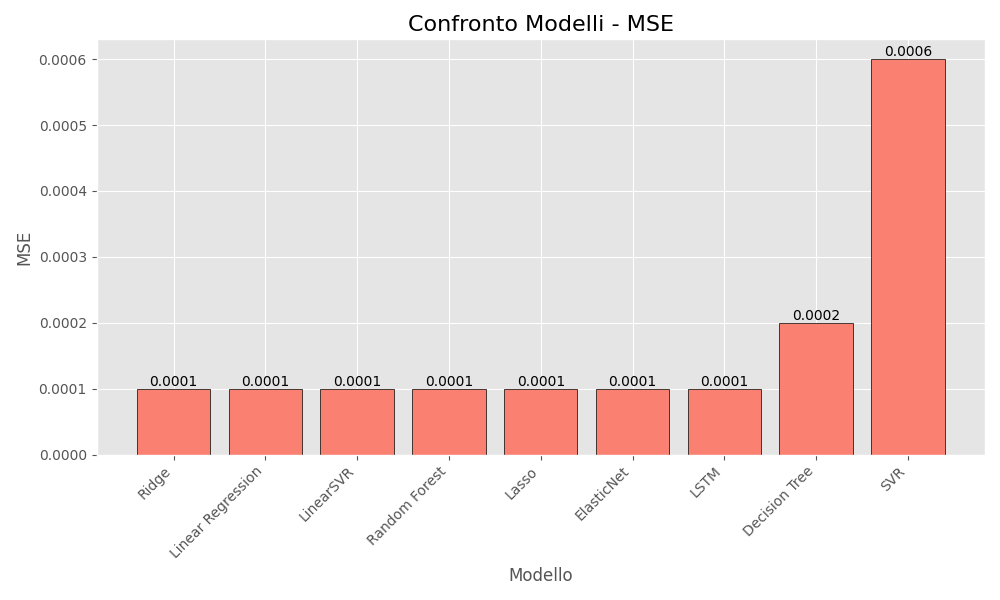 Confronto Modelli - MSE
0.0006
0.0005
0.0004
0.0003
0.0002
0.0001
0.0000
MSE
0.0001
0.0001
0.0001
0.0001
0.0001
0.0001
0.0001
0.0002
0.0006
Ridge
Linear Regression
LinearSVR
Random Forest
Lasso
ElasticNet
LSTM
Decision Tree
SVR
Modello